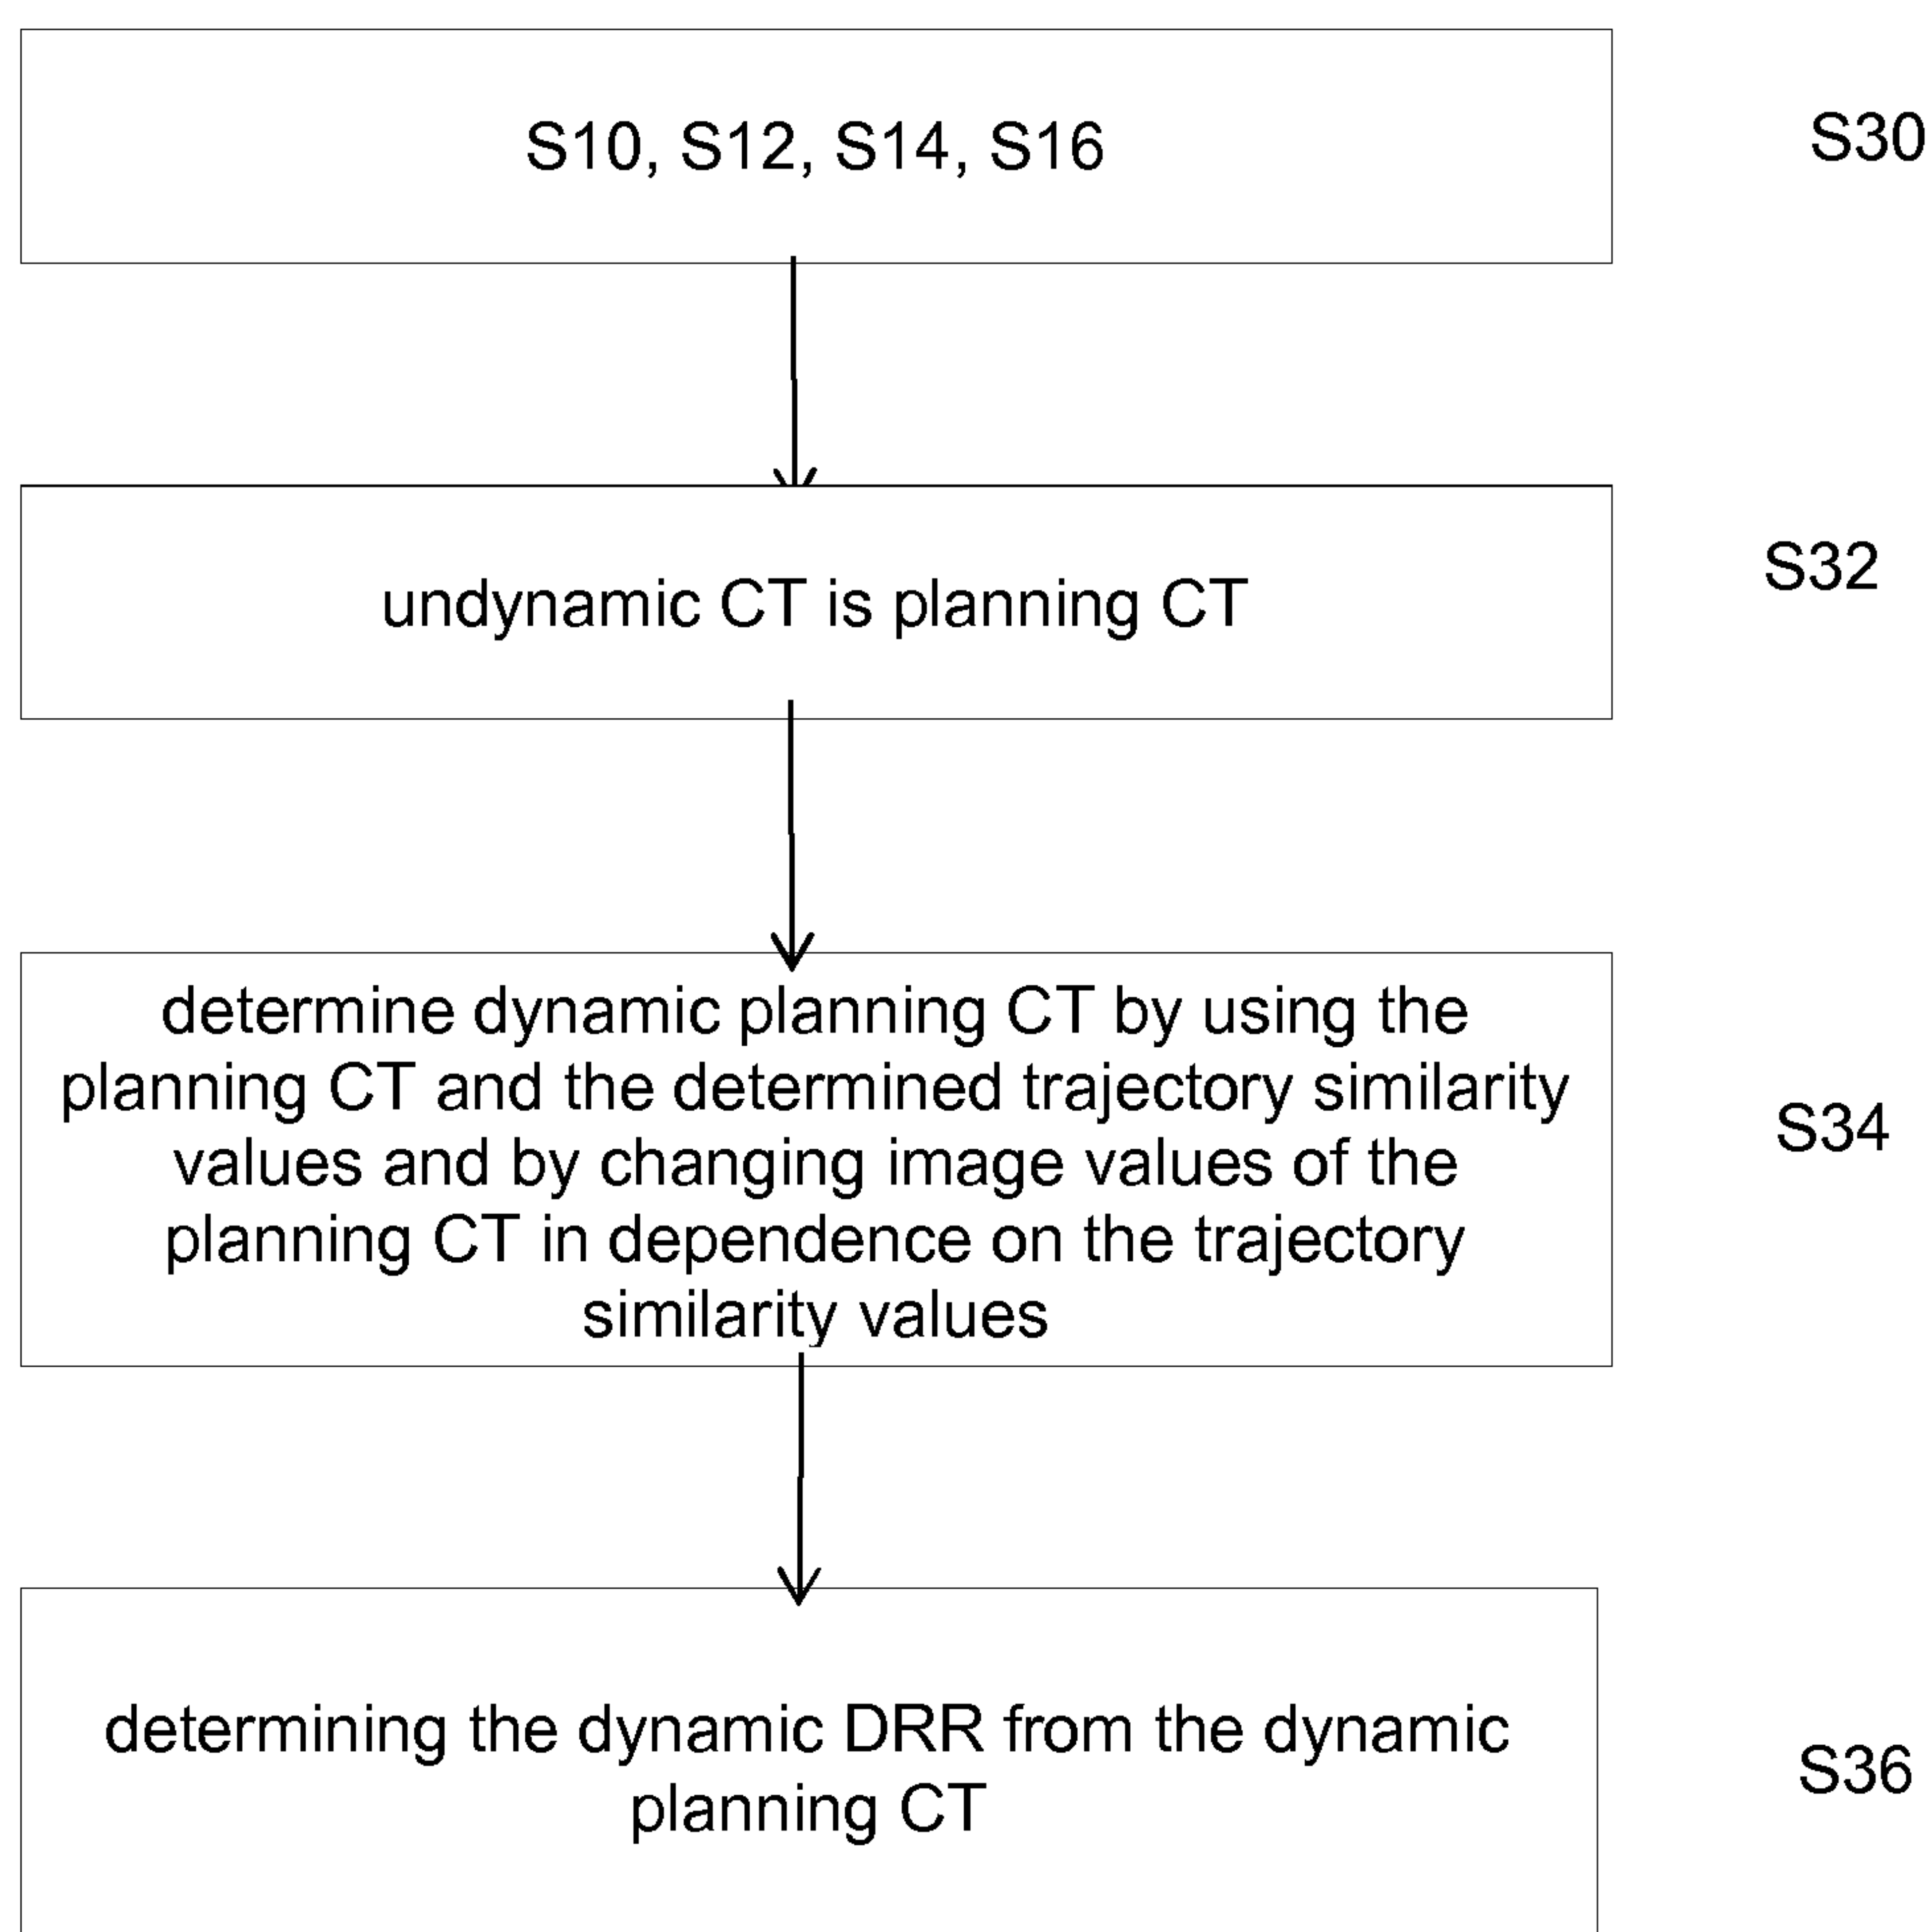 S10, S12, S14, S16
S30
undynamic CT is planning CT
S32
determine dynamic planning CT by using the
planning CT and the determined trajectory similarity
values and by changing image values of the
planning CT in dependence on the trajectory
similarity values
S34
determining the dynamic DRR from the dynamic
planning CT
S36